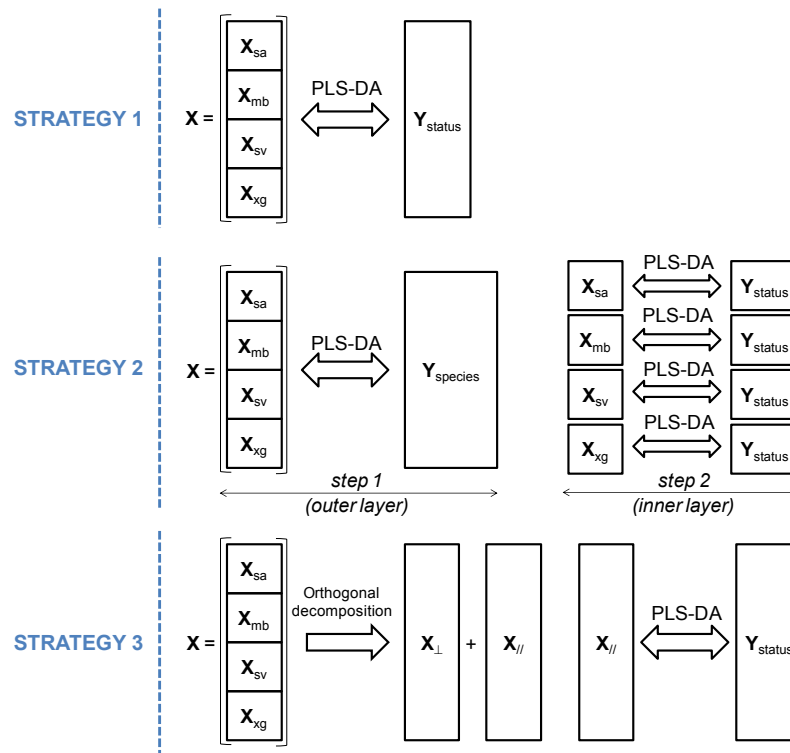 STRATEGY 1
X =
Xsa
Xmb
Xsv
Xxg
PLS-DA
Ystatus
STRATEGY 2
X =
Xsa
Xmb
Xsv
Xxg
PLS-DA
Yspecies
step 1
(outer layer)
Xsa
PLS-DA
Ystatus
Xmb
PLS-DA
Ystatus
Xsv
PLS-DA
Ystatus
Xxg
PLS-DA
Ystatus
step 2
(inner layer)
STRATEGY 3
X =
Xsa
Xmb
Xsv
Xxg
Orthogonal
decomposition
X⊥ + X//
X//
PLS-DA
Ystatus